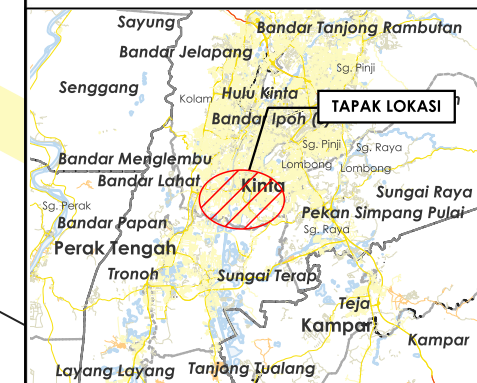 Sayung
Bandar Tanjong Rambutan
Bandar Jelapang
Sg. Pinji
Senggang
Kolam
Hulu Kinta
TAPAK LOKASI
Bandar Ipoh (
Sg. Pinji
Sg. Raya
Bandar Menglembu
Lombong
Lombong
Bandar Lahat
Kinta
Sungai Raya
Sg. Perak
Pekan Simpang Pulai
Bandar Papan
Sg. Raya
Perak Tengah
Tronoh
Sungai Terap
Teja
Kampar
Kampar
Layang Layang
Tanjong Tualang